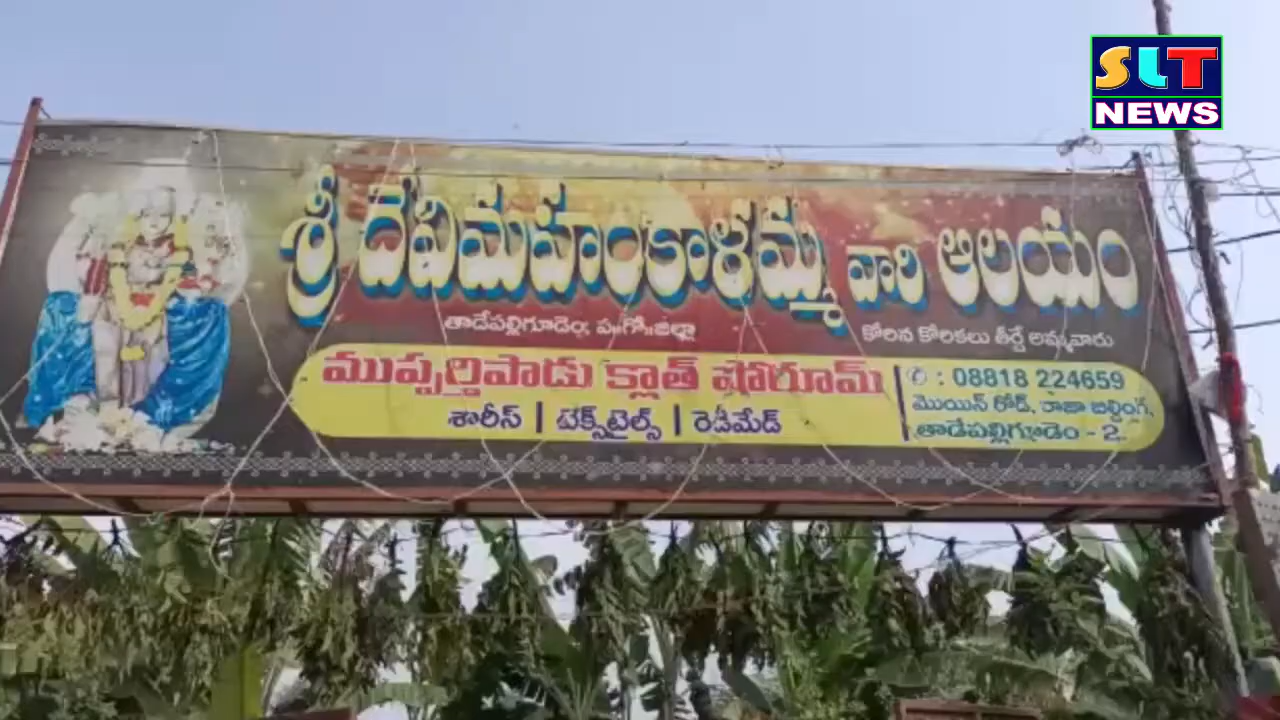 SLT
NEWS
శ్రీ దేవిమహంకాళమ్మ వారి ఆలయం
తాడేపల్లిగూడెం, ప.గో.జిల్లా
కోరిన కోరికలు తీర్చే అమ్మవారు
ముప్పర్తిపాడు క్లాత్ షోరూమ్
శారీస్ | టెక్స్‌టైల్స్ | రెడీమేడ్
✆ : 08818 224659
మెయిన్ రోడ్, రాజా బిల్డింగ్,
తాడేపల్లిగూడెం - 2